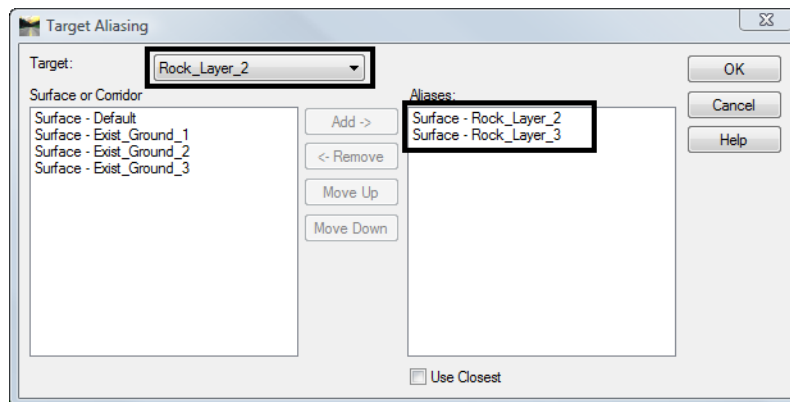 Target Aliasing
Target:
Rock_Layer_2
Surface or Corridor
Surface - Default
Surface - Exist_Ground_1
Surface - Exist_Ground_2
Surface - Exist_Ground_3
Add ->
<- Remove
Move Up
Move Down
Aliases:
Surface - Rock_Layer_2
Surface - Rock_Layer_3
Use Closest
OK
Cancel
Help